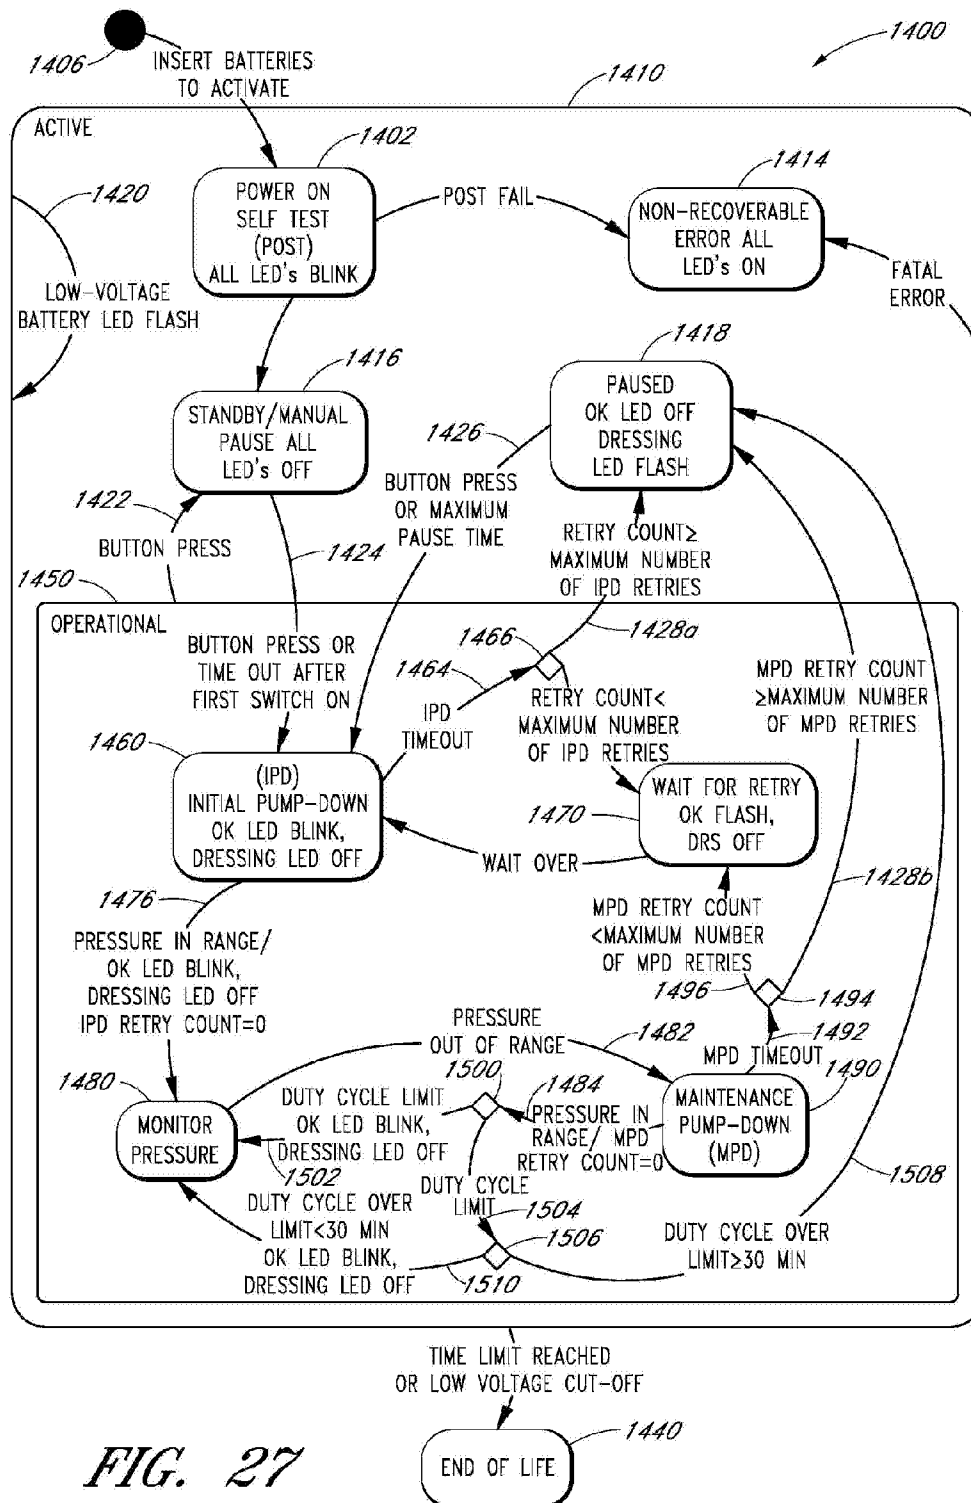 1400
1406
INSERT BATTERIES
TO ACTIVATE
1410
ACTIVE
1402
POWER ON
SELF TEST
(POST)
ALL LED's BLINK
POST FAIL
1414
NON-RECOVERABLE
ERROR ALL
LED's ON
1420
LOW-VOLTAGE
BATTERY LED FLASH
FATAL
ERROR
1416
STANDBY/MANUAL
PAUSE ALL
LED's OFF
1418
PAUSED
OK LED OFF
DRESSING
LED FLASH
1426
BUTTON PRESS
OR MAXIMUM
PAUSE TIME
1422
BUTTON PRESS
1424
RETRY COUNT≥
MAXIMUM NUMBER
OF IPD RETRIES
1450
OPERATIONAL
BUTTON PRESS OR
TIME OUT AFTER
FIRST SWITCH ON
1428a
1466
1464
IPD
TIMEOUT
RETRY COUNT<
MAXIMUM NUMBER
OF IPD RETRIES
MPD RETRY COUNT
≥MAXIMUM NUMBER
OF MPD RETRIES
1460
(IPD)
INITIAL PUMP-DOWN
OK LED BLINK,
DRESSING LED OFF
1470
WAIT FOR RETRY
OK FLASH,
DRS OFF
WAIT OVER
1476
1428b
MPD RETRY COUNT
<MAXIMUM NUMBER
OF MPD RETRIES
PRESSURE IN RANGE/
OK LED BLINK,
DRESSING LED OFF
IPD RETRY COUNT=0
1496
1494
PRESSURE
OUT OF RANGE
1482
1492
MPD TIMEOUT
1490
1480
MONITOR
PRESSURE
1500
1484
DUTY CYCLE LIMIT
OK LED BLINK,
DRESSING LED OFF
1502
PRESSURE IN
RANGE/ MPD
RETRY COUNT=0
MAINTENANCE
PUMP-DOWN
(MPD)
1508
DUTY CYCLE
LIMIT
1504
DUTY CYCLE OVER
LIMIT<30 MIN
OK LED BLINK,
DRESSING LED OFF
1506
1510
DUTY CYCLE OVER
LIMIT≥30 MIN
TIME LIMIT REACHED
OR LOW VOLTAGE CUT-OFF
1440
END OF LIFE
FIG. 27